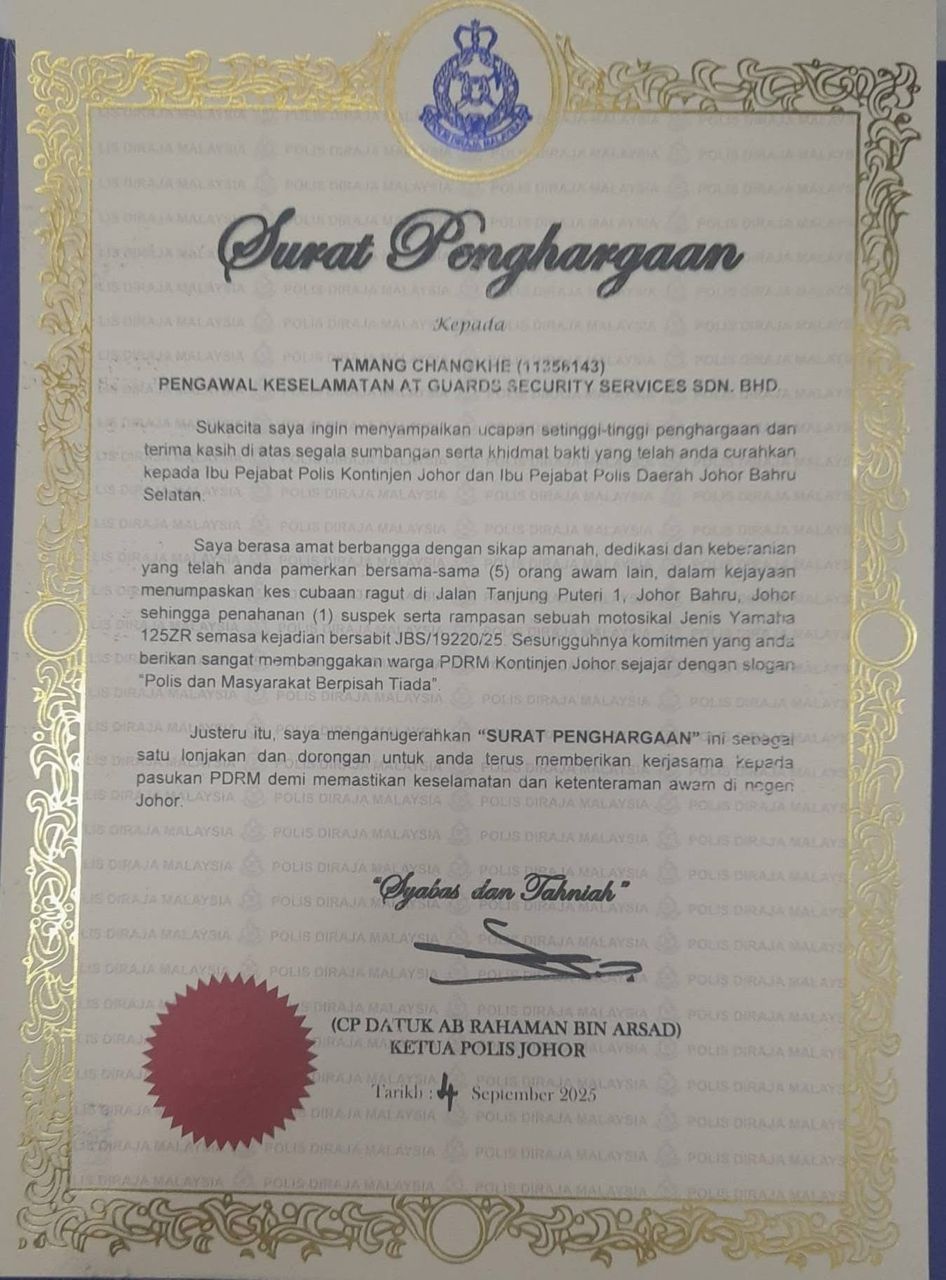 POLIS DIRAJA MALAYSIA
Surat Penghargaan
Kepada
TAMANG CHANGKHE (11356143)
PENGAWAL KESELAMATAN AT GUARDS SECURITY SERVICES SDN. BHD.
Sukacita saya ingin menyampaikan ucapan setinggi-tinggi penghargaan dan
terima kasih di atas segala sumbangan serta khidmat bakti yang telah anda curahkan
kepada Ibu Pejabat Polis Kontinjen Johor dan Ibu Pejabat Polis Daerah Johor Bahru
Selatan.
Saya berasa amat berbangga dengan sikap amanah, dedikasi dan keberanian
yang telah anda pamerkan bersama-sama (5) orang awam lain, dalam kejayaan
menumpaskan kes cubaan ragut di Jalan Tanjung Puteri 1, Johor Bahru, Johor
sehingga penahanan (1) suspek serta rampasan sebuah motosikal Jenis Yamaha
125ZR semasa kejadian bersabit JBS/19220/25. Sesungguhnya komitmen yang anda
berikan sangat membanggakan warga PDRM Kontinjen Johor sejajar dengan slogan
“Polis dan Masyarakat Berpisah Tiada”.
Justeru itu, saya menganugerahkan “SURAT PENGHARGAAN” ini sebagai
satu lonjakan dan dorongan untuk anda terus memberikan kerjasama kepada
pasukan PDRM demi memastikan keselamatan dan ketenteraman awam di negeri
Johor.
“Syabas dan Tahniah”
(CP DATUK AB RAHAMAN BIN ARSAD)
KETUA POLIS JOHOR
Tarikh : 4 September 2025